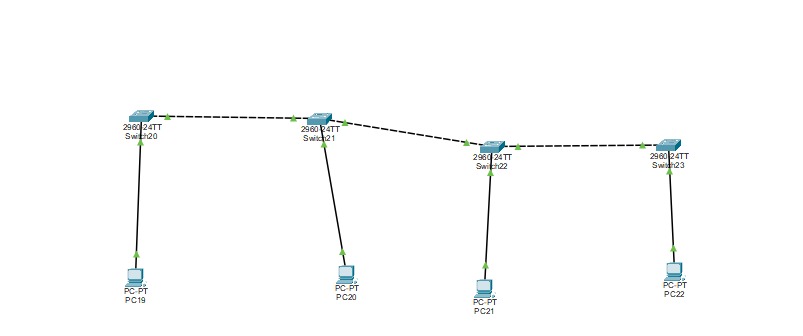 2960-24TT
Switch20
2960-24TT
Switch21
2960-24TT
Switch22
2960-24TT
Switch23
PC-PT
PC19
PC-PT
PC20
PC-PT
PC21
PC-PT
PC22